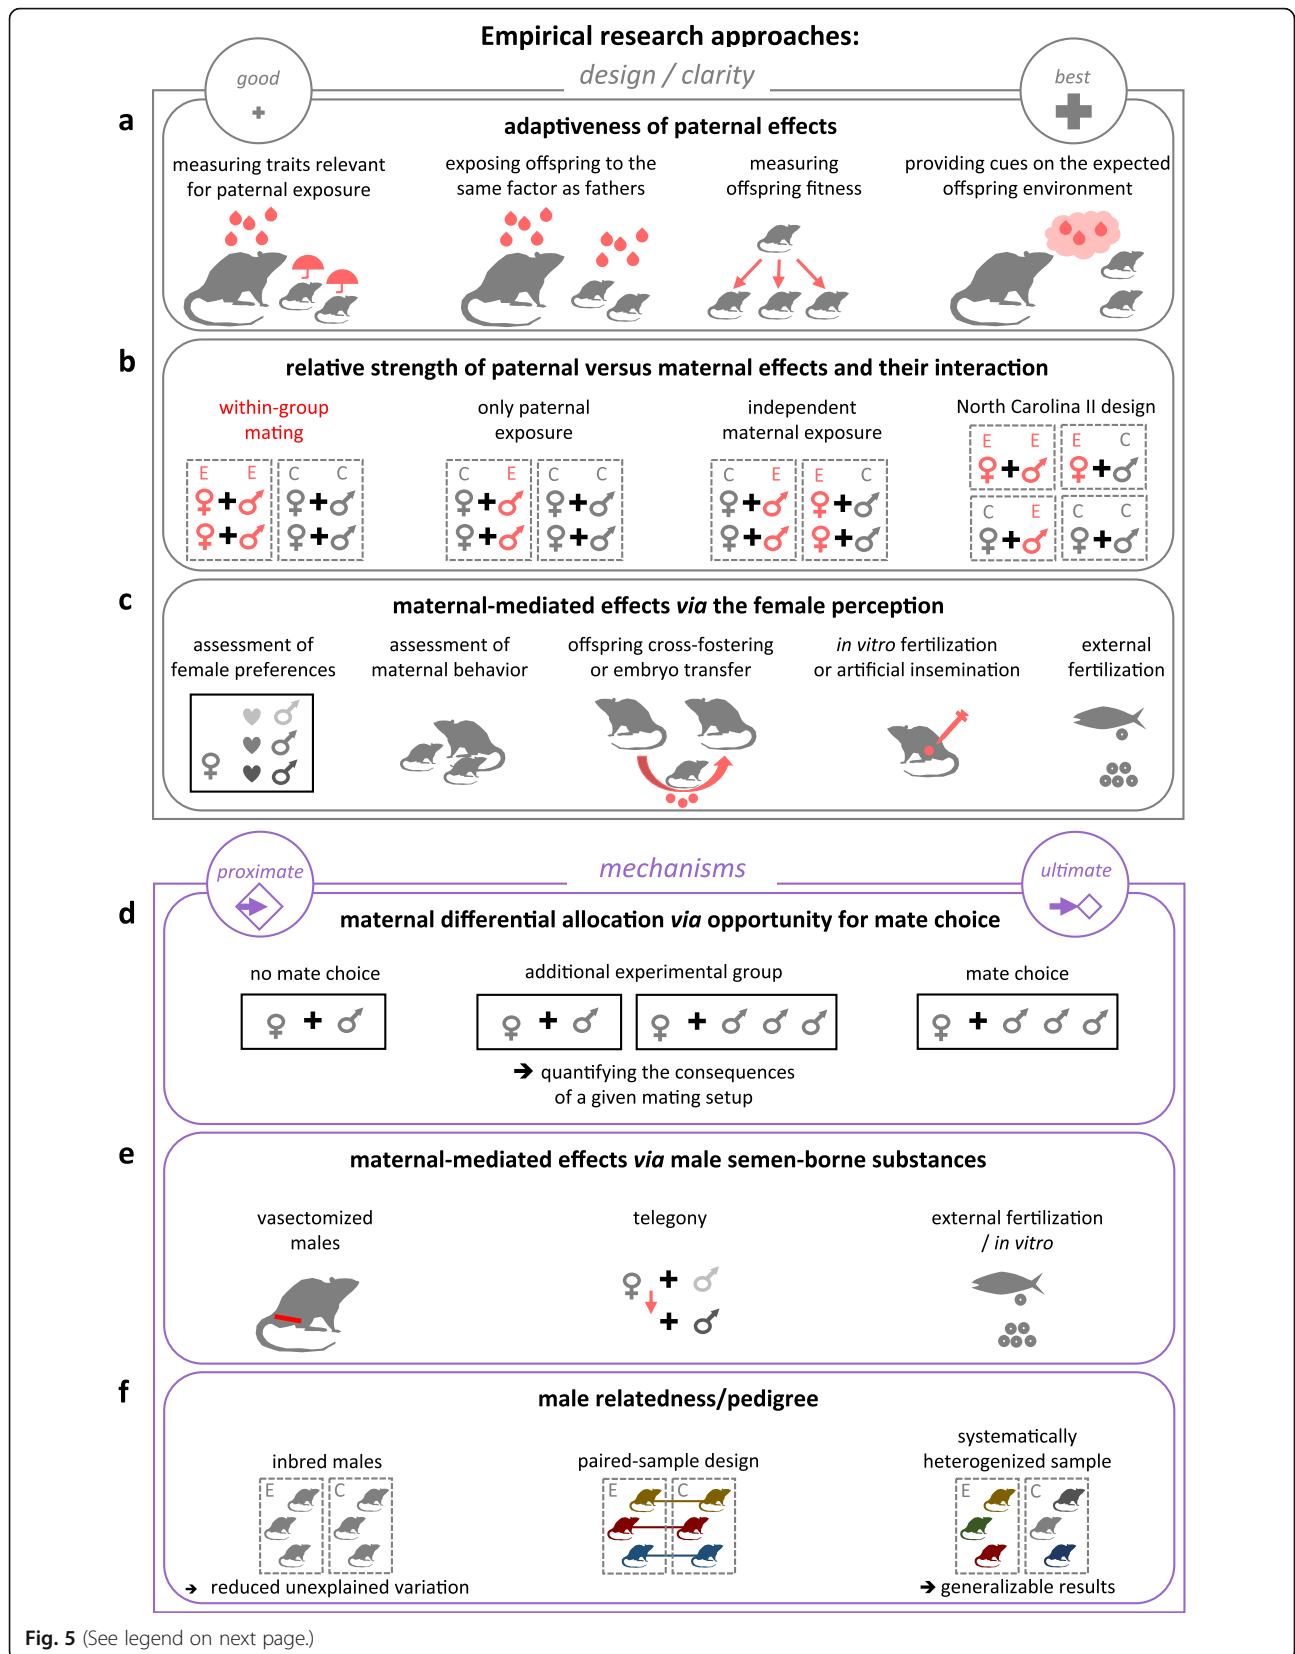 Empirical research approaches:
good
design / clarity
best
a
adaptiveness of paternal effects
measuring traits relevant
for paternal exposure
exposing offspring to the
same factor as fathers
measuring
offspring fitness
providing cues on the expected
offspring environment
b
relative strength of paternal versus maternal effects and their interaction
within-group
mating
E E C C
only paternal
exposure
C E C C
independent
maternal exposure
C E E C
North Carolina II design
E E E C
C E C C
c
maternal-mediated effects via the female perception
assessment of
female preferences
assessment of
maternal behavior
offspring cross-fostering
or embryo transfer
in vitro fertilization
or artificial insemination
external
fertilization
proximate
mechanisms
ultimate
d
maternal differential allocation via opportunity for mate choice
no mate choice
additional experimental group
mate choice
➔ quantifying the consequences
of a given mating setup
e
maternal-mediated effects via male semen-borne substances
vasectomized
males
telegony
external fertilization
/ in vitro
f
male relatedness/pedigree
inbred males
E C
➔ reduced unexplained variation
paired-sample design
E C
systematically
heterogenized sample
E C
➔ generalizable results
Fig. 5 (See legend on next page.)